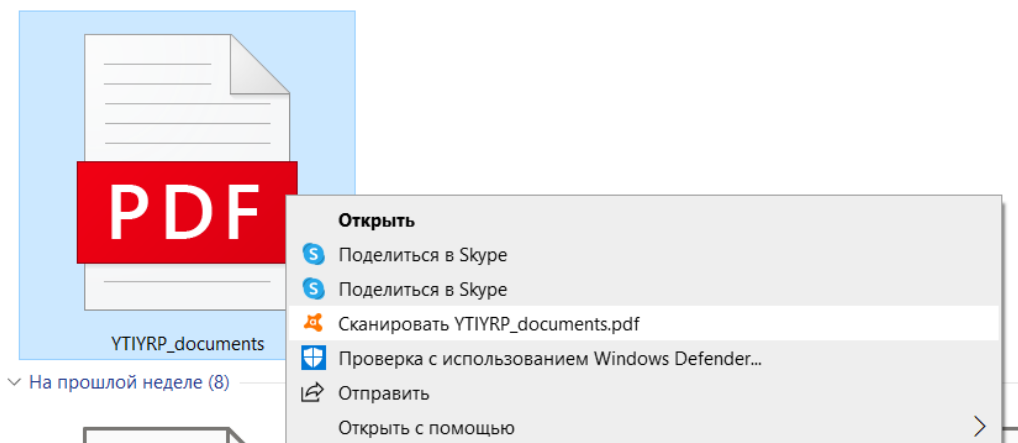 PDF
YTIYRP_documents
На прошлой неделе (8)
Открыть
Поделиться в Skype
Поделиться в Skype
Сканировать YTIYRP_documents.pdf
Проверка с использованием Windows Defender...
Отправить
Открыть с помощью